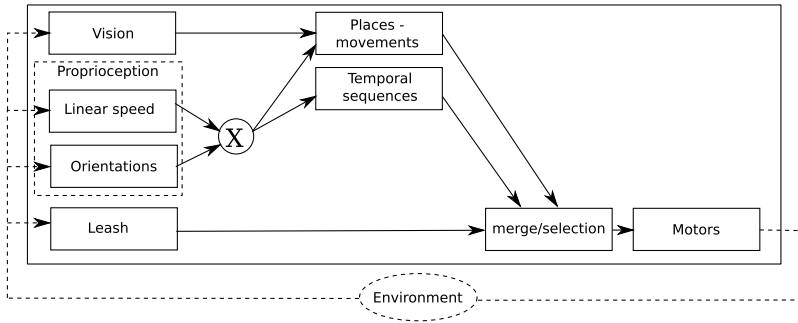 Vision
Places -
movements
Proprioception
Temporal
sequences
Linear speed
X
Orientations
Leash
merge/selection
Motors
Environment